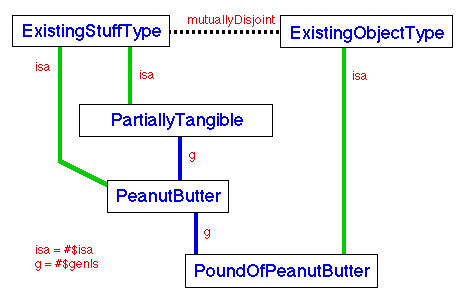 mutuallyDisjoint
ExistingStuffType
ExistingObjectType
isa
isa
isa
PartiallyTangible
g
PeanutButter
g
isa = #$isa
g = #$genls
PoundOfPeanutButter